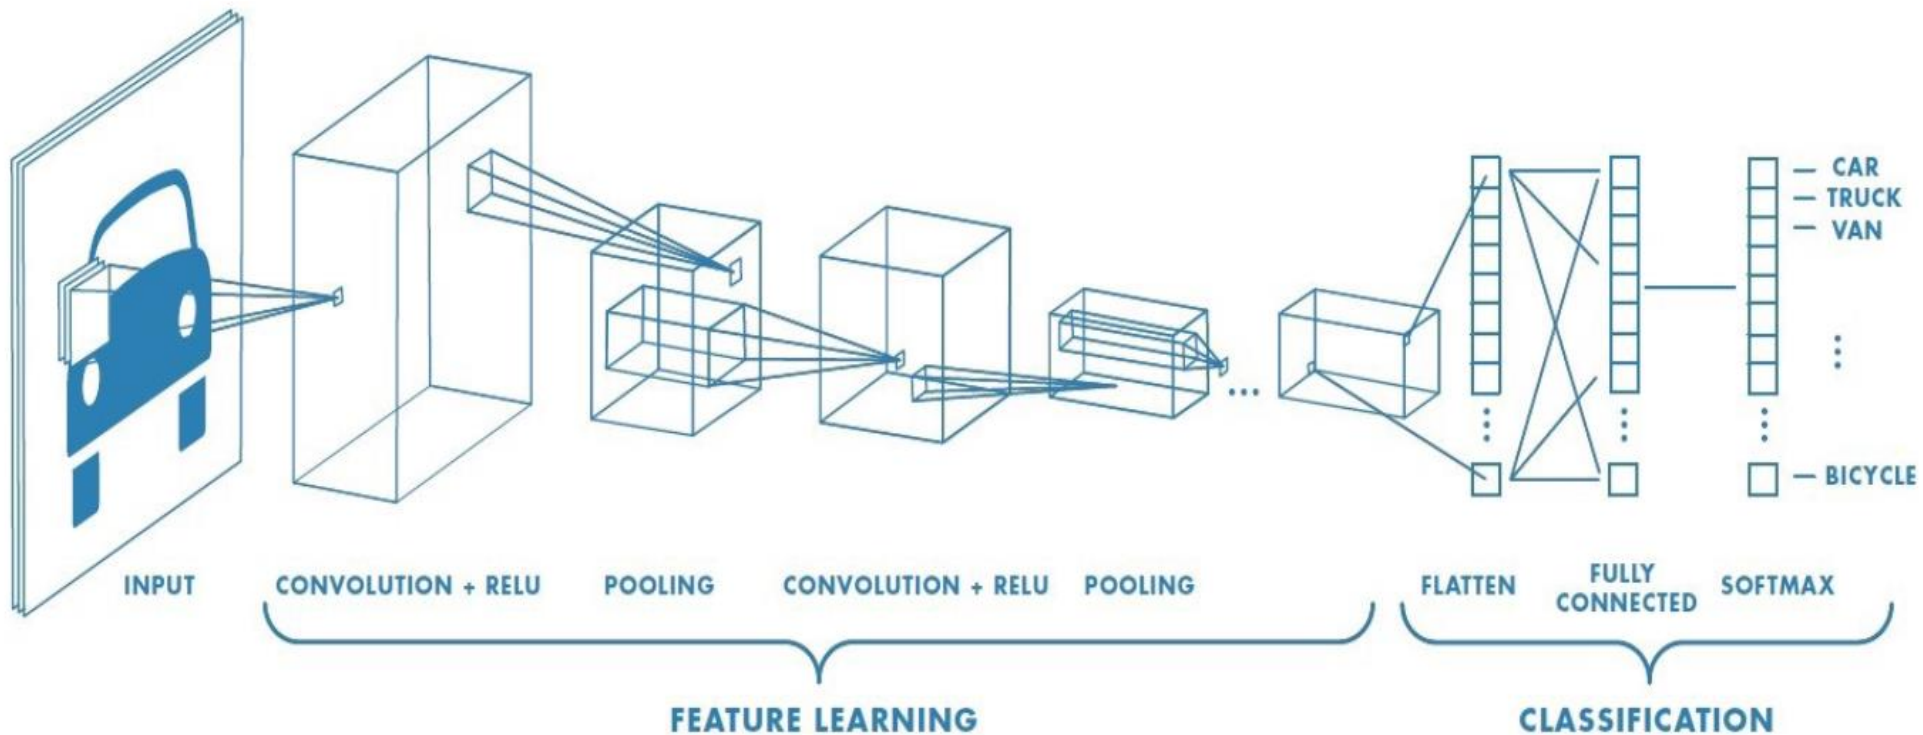 CAR
TRUCK
VAN
BICYCLE
INPUT
CONVOLUTION + RELU
POOLING
CONVOLUTION + RELU
POOLING
FLATTEN
FULLY
CONNECTED
SOFTMAX
FEATURE LEARNING
CLASSIFICATION